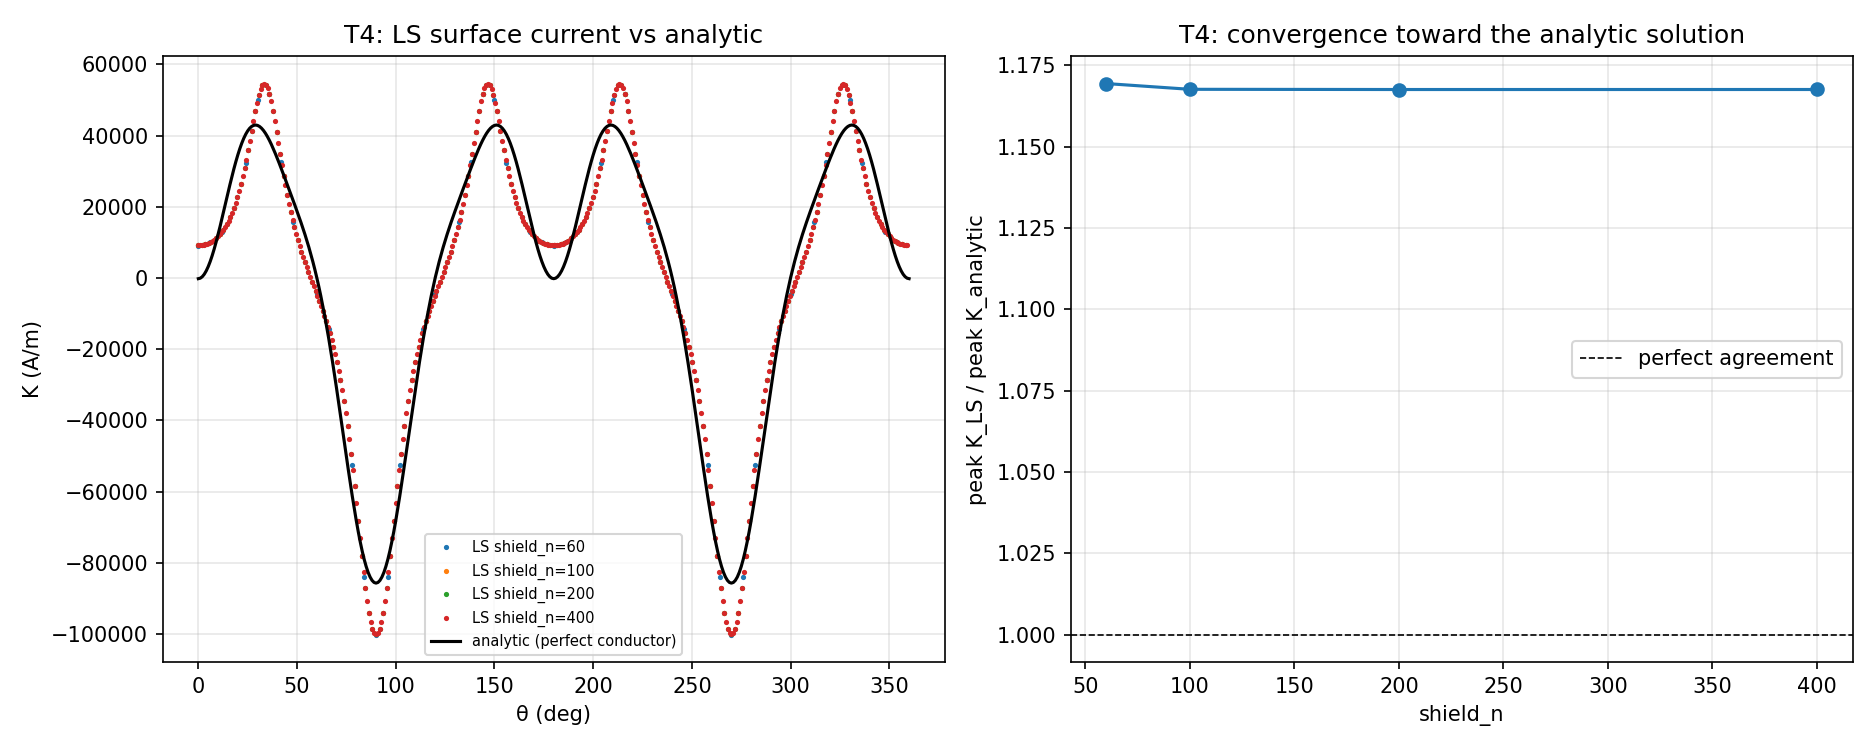 T4: LS surface current vs analytic
K (A/m)
60000
40000
20000
0
−20000
−40000
−60000
−80000
−100000
0 50 100 150 200 250 300 350
θ (deg)
LS shield_n=60
LS shield_n=100
LS shield_n=200
LS shield_n=400
analytic (perfect conductor)
T4: convergence toward the analytic solution
peak K_LS / peak K_analytic
1.175
1.150
1.125
1.100
1.075
1.050
1.025
1.000
50 100 150 200 250 300 350 400
shield_n
perfect agreement